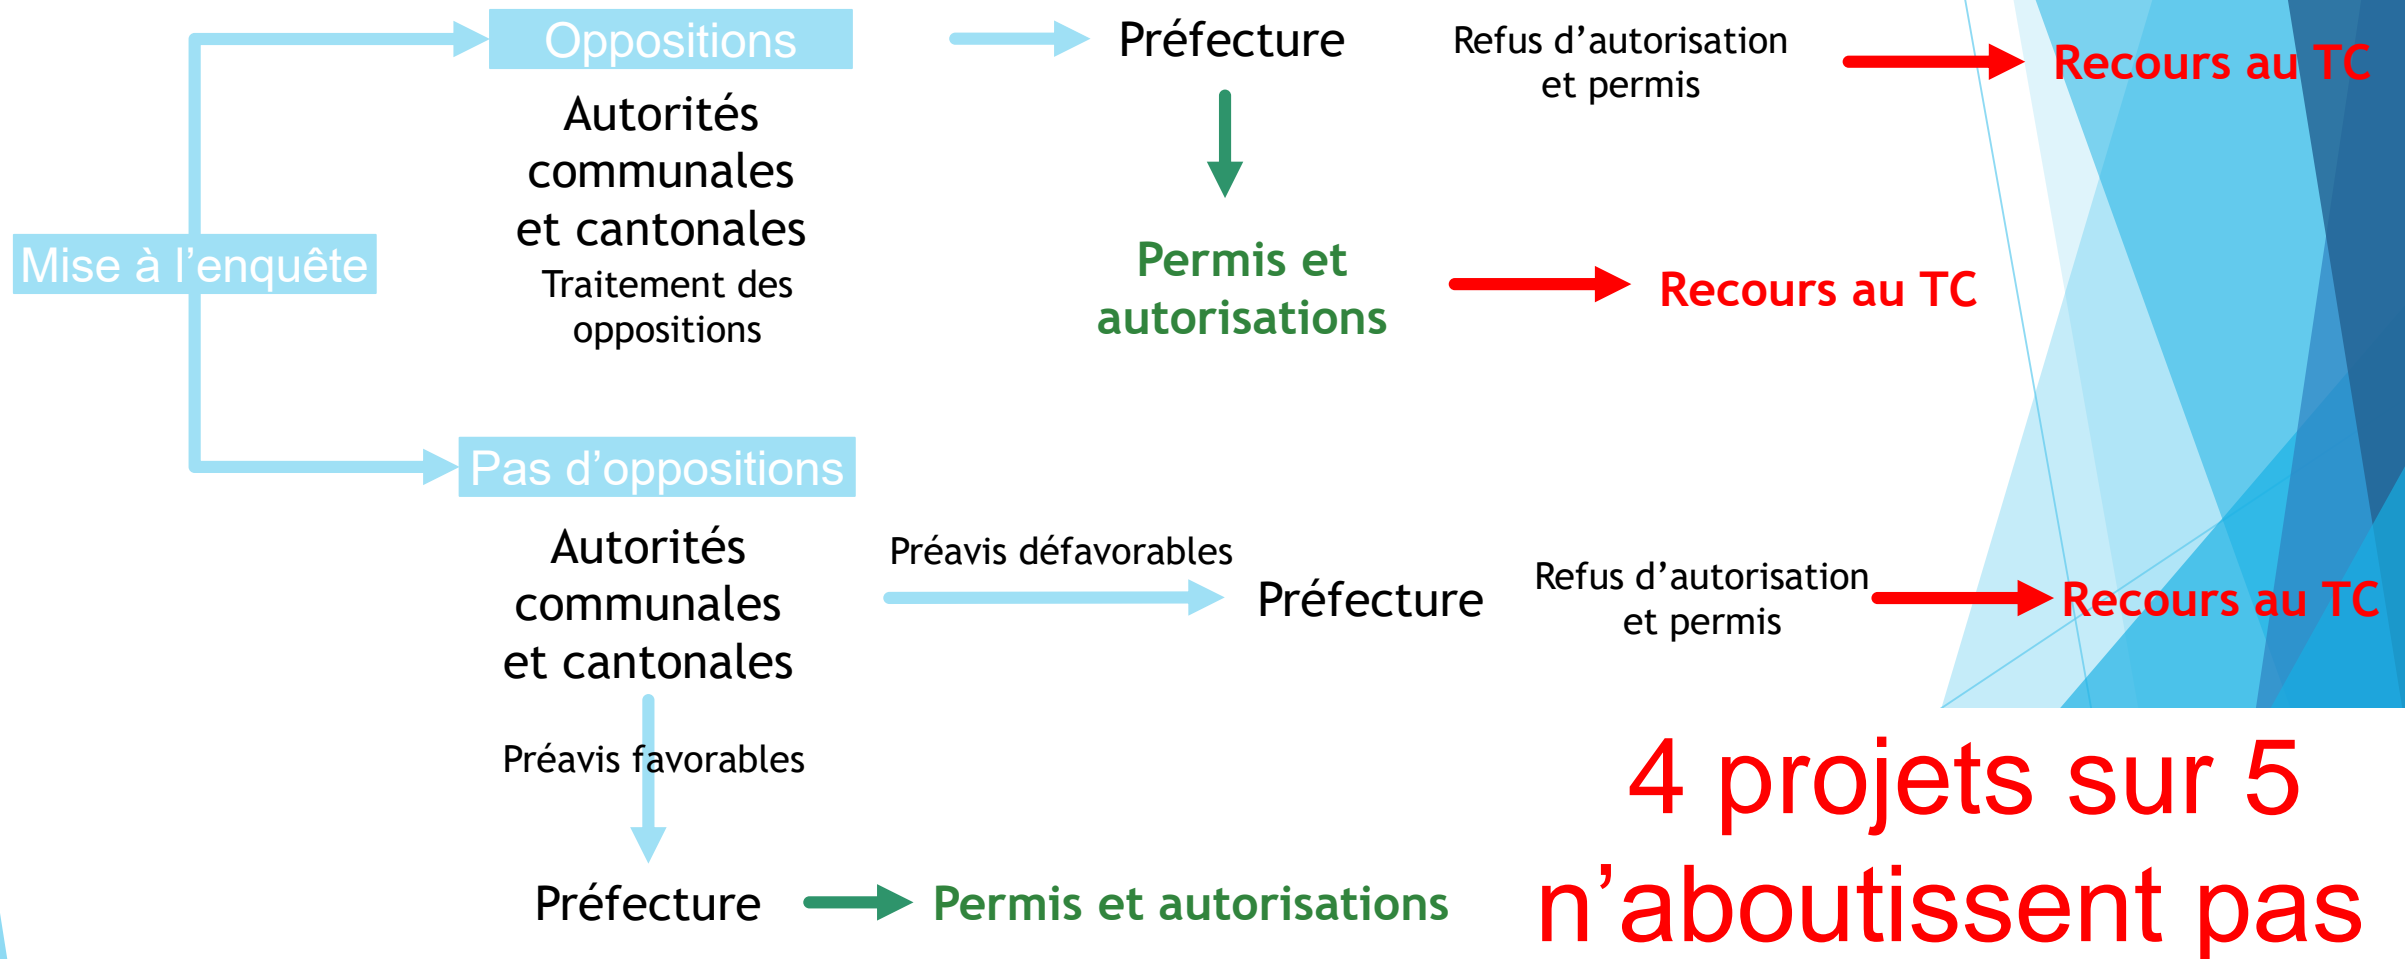 Oppositions
Préfecture
Refus d’autorisation
et permis
Recours au TC
Autorités
communales
et cantonales
Traitement des
oppositions
Mise à l’enquête
Permis et
autorisations
Recours au TC
Pas d’oppositions
Autorités
communales
et cantonales
Préavis défavorables
Préfecture
Refus d’autorisation
et permis
Recours au TC
Préavis favorables
Préfecture
Permis et autorisations
4 projets sur 5
n’aboutissent pas